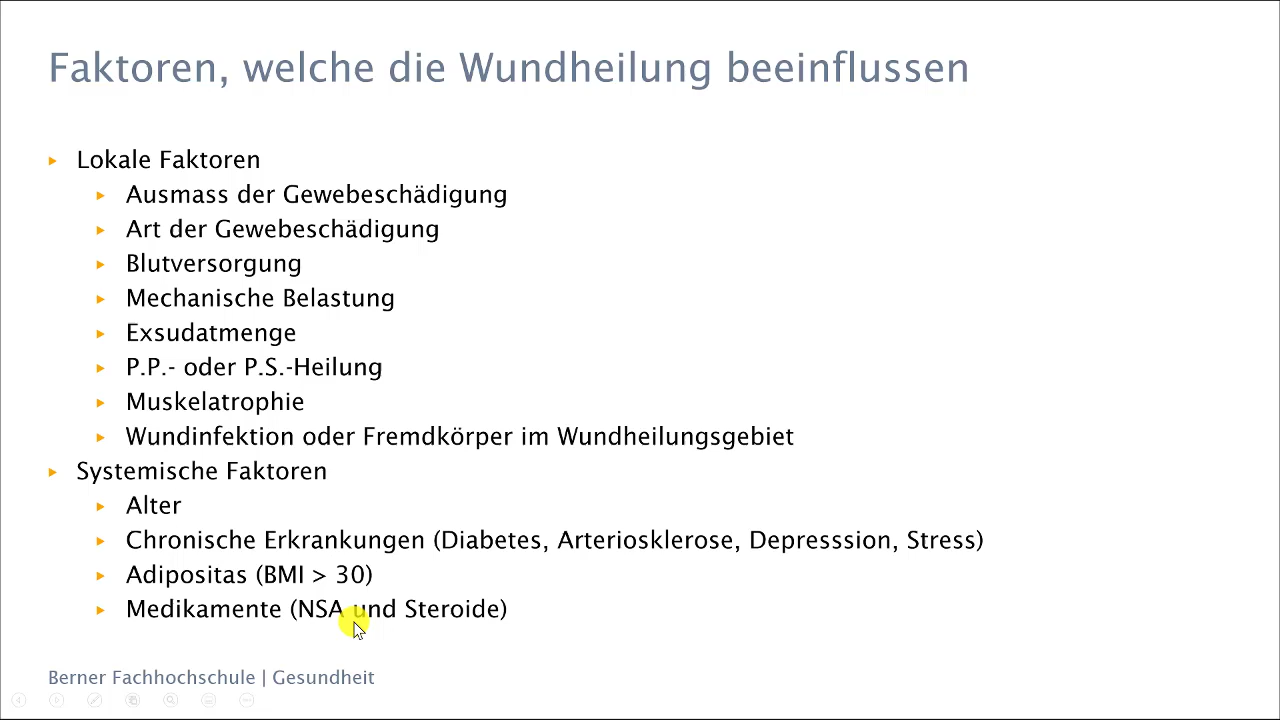 Faktoren, welche die Wundheilung beeinflussen
Lokale Faktoren
Ausmass der Gewebeschädigung
Art der Gewebeschädigung
Blutversorgung
Mechanische Belastung
Exsudatmenge
P.P.- oder P.S.-Heilung
Muskelatrophie
Wundinfektion oder Fremdkörper im Wundheilungsgebiet
Systemische Faktoren
Alter
Chronische Erkrankungen (Diabetes, Arteriosklerose, Depresssion, Stress)
Adipositas (BMI > 30)
Medikamente (NSA und Steroide)
Berner Fachhochschule | Gesundheit